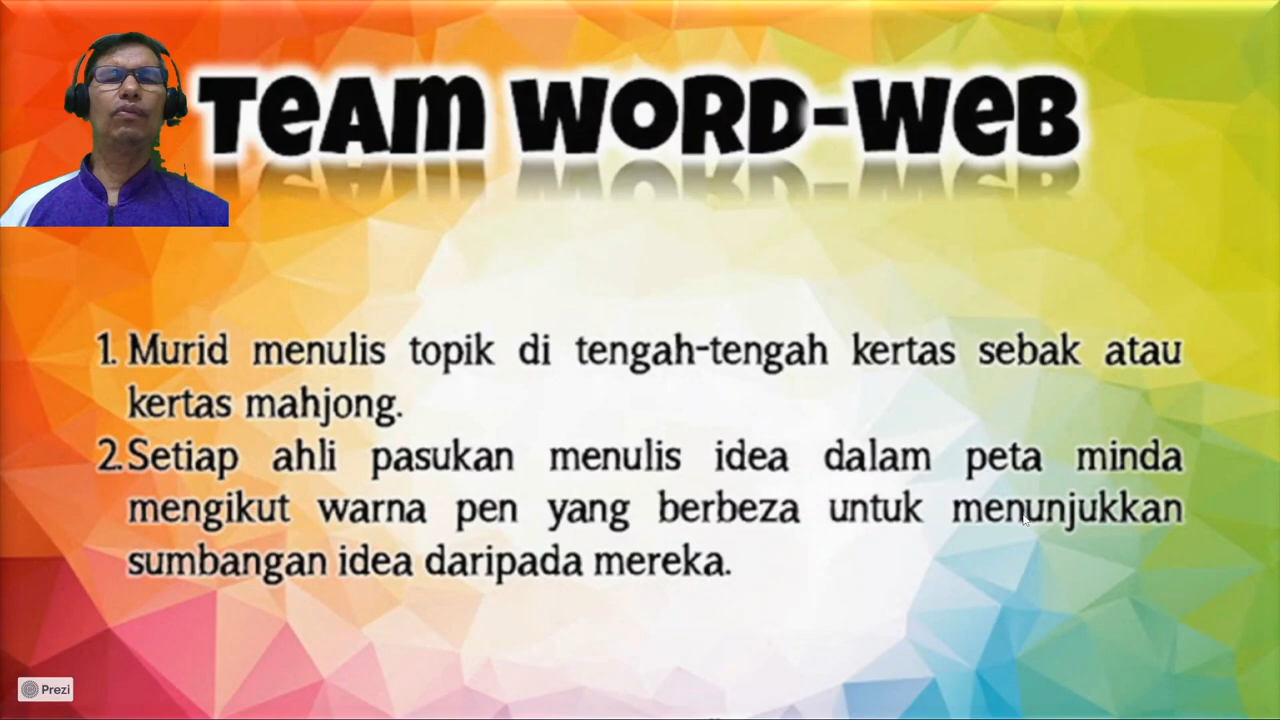 TEAM WORD-WEB
1. Murid menulis topik di tengah-tengah kertas sebak atau
kertas mahjong.
2. Setiap ahli pasukan menulis idea dalam peta minda
mengikut warna pen yang berbeza untuk menunjukkan
sumbangan idea daripada mereka.
Prezi